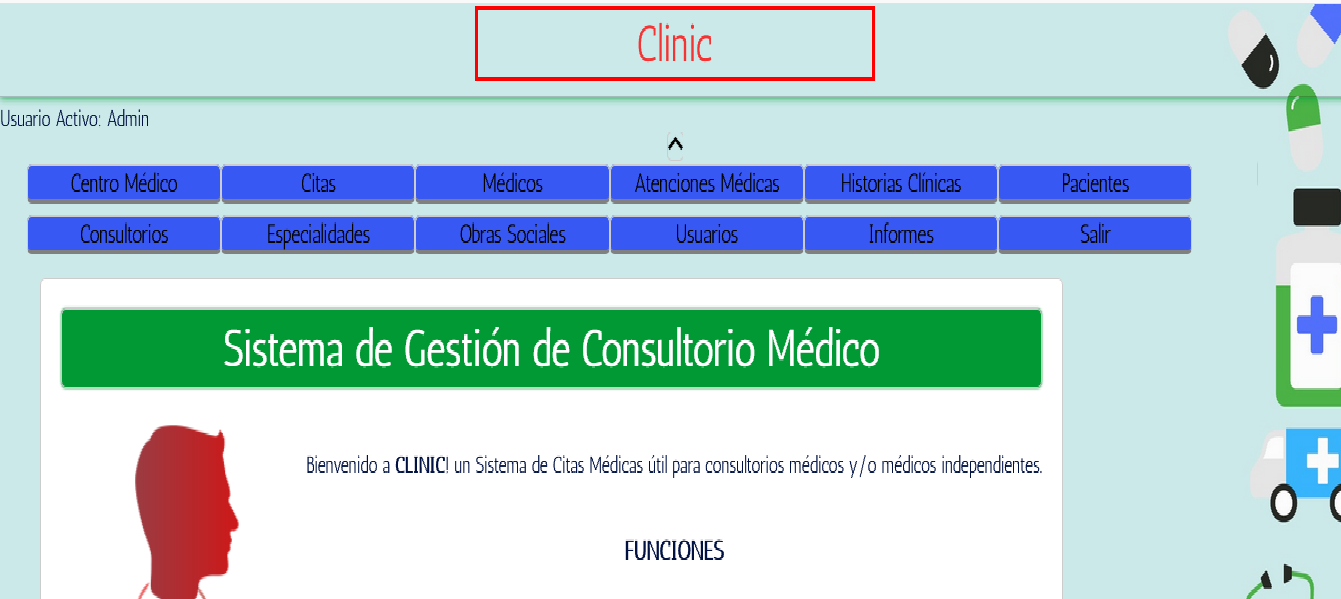 Clinic
Usuario Activo: Admin
Centro Médico Citas Médicos Atenciones Médicas Historias Clínicas Pacientes
Consultorios Especialidades Obras Sociales Usuarios Informes Salir
Sistema de Gestión de Consultorio Médico
Bienvenido a CLINIC! un Sistema de Citas Médicas útil para consultorios médicos y/o médicos independientes.
FUNCIONES